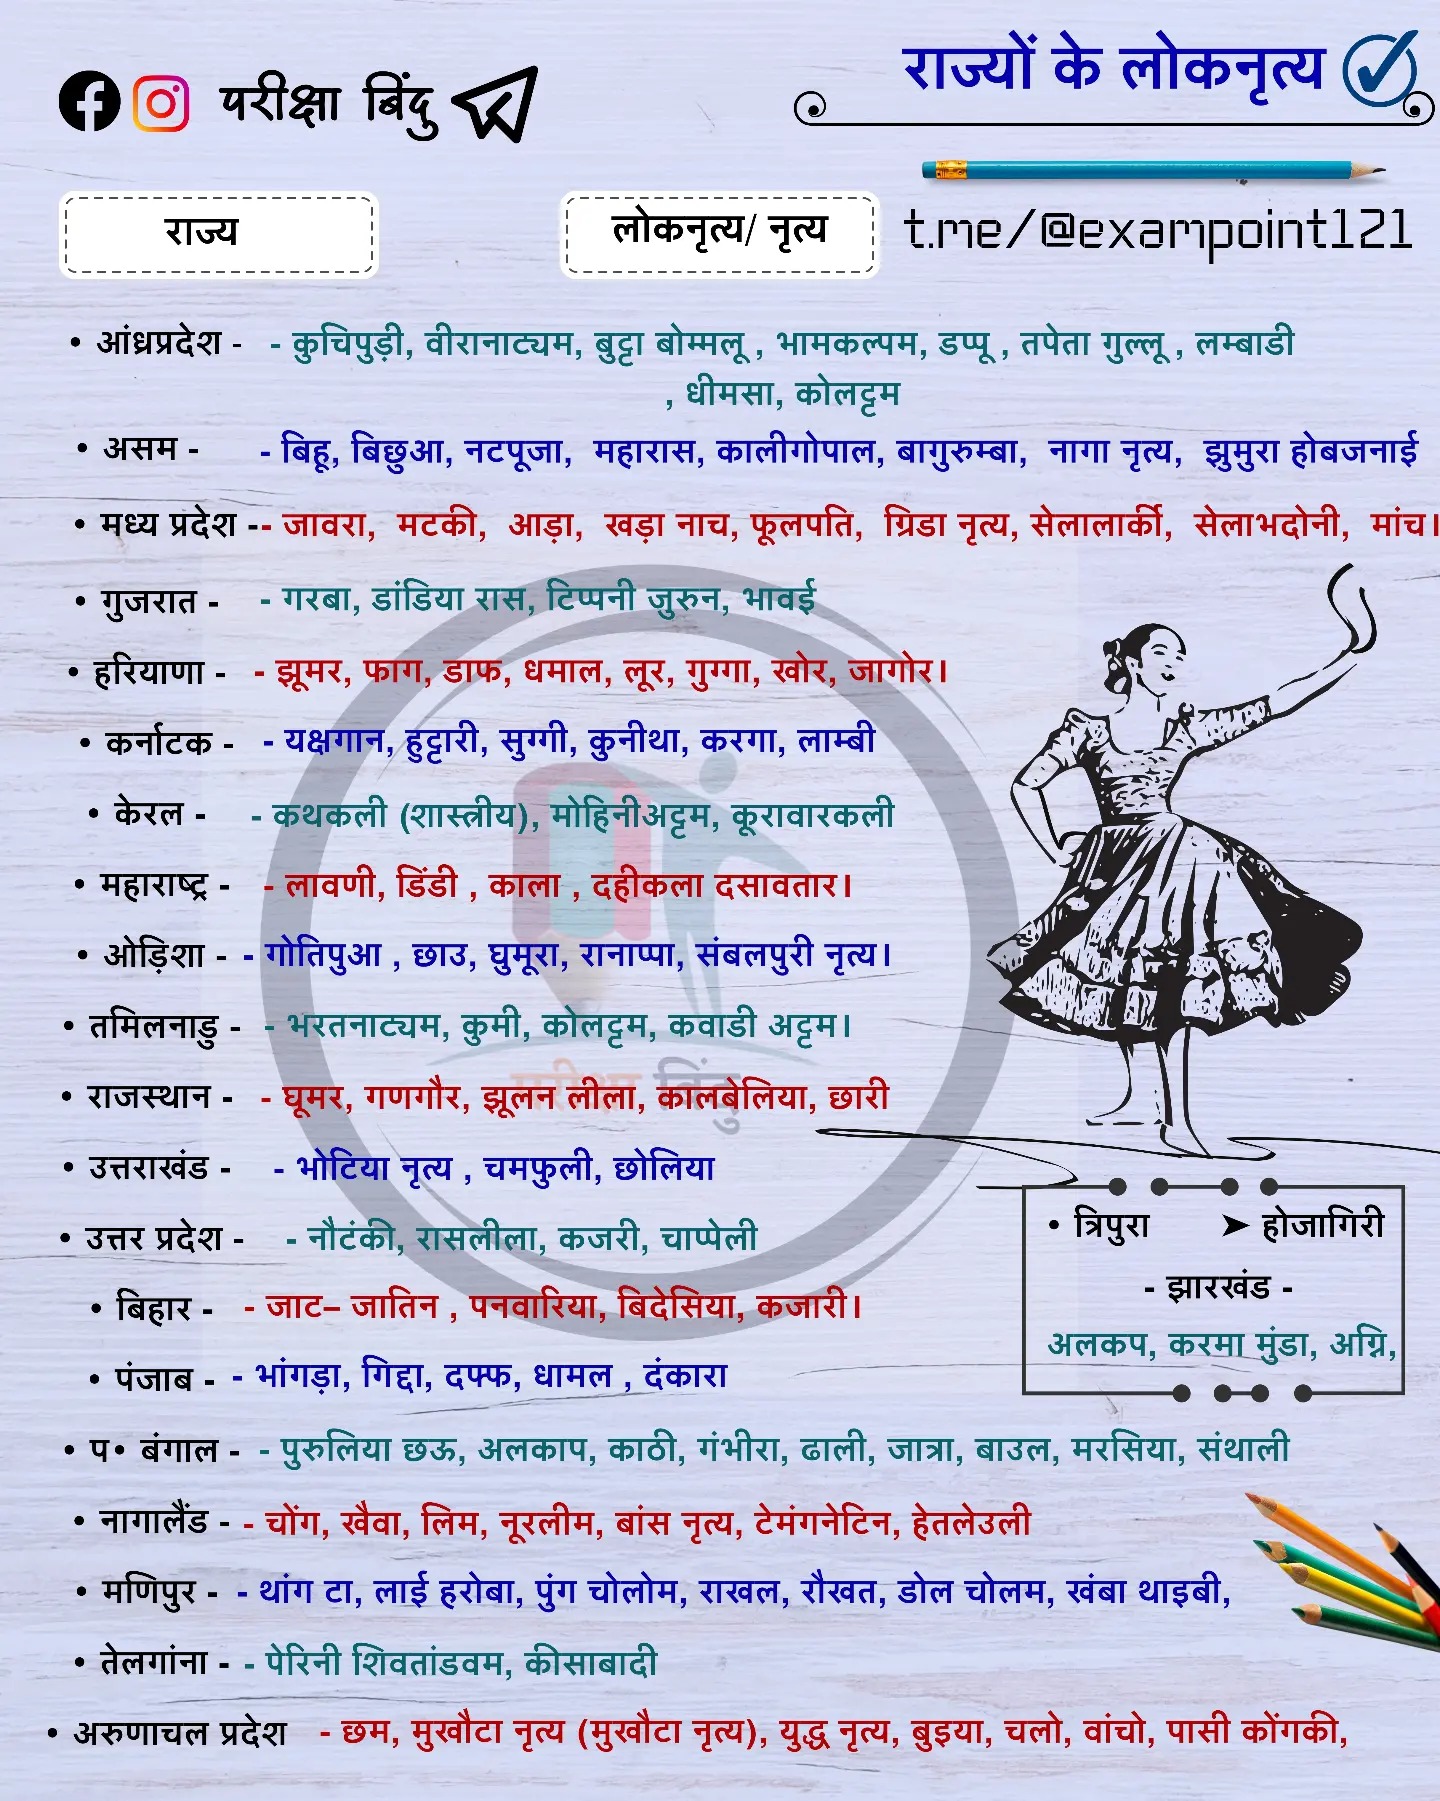 परीक्षा बिंदु
राज्यों के लोकनृत्य
राज्य
लोकनृत्य/ नृत्य
t.me/@exampoint121
• आंध्रप्रदेश - - कुचिपुड़ी, वीरानाट्यम, बुट्टा बोम्मलू , भामकल्पम, डप्पू , तपेता गुल्लू , लम्बाडी
, धीमसा, कोलट्टम
• असम - - बिहू, बिछुआ, नटपूजा, महारास, कालीगोपाल, बागुरुम्बा, नागा नृत्य, झुमुरा होबजनाई
• मध्य प्रदेश -- जावरा, मटकी, आड़ा, खड़ा नाच, फूलपति, ग्रिडा नृत्य, सेलालार्की, सेलाभदोनी, मांच।
• गुजरात - - गरबा, डांडिया रास, टिप्पनी जुरुन, भावई
• हरियाणा - - झूमर, फाग, डाफ, धमाल, लूर, गुग्गा, खोर, जागोर।
• कर्नाटक - - यक्षगान, हुट्टारी, सुग्गी, कुनीथा, करगा, लाम्बी
• केरल - - कथकली (शास्त्रीय), मोहिनीअट्टम, कूरावारकली
• महाराष्ट्र - - लावणी, डिंडी , काला , दहीकला दसावतार।
• ओड़िशा - - गोतिपुआ , छाउ, घुमूरा, रानाप्पा, संबलपुरी नृत्य।
• तमिलनाडु - - भरतनाट्यम, कुमी, कोलट्टम, कवाडी अट्टम।
परीक्षा बिंदु
• राजस्थान - - घूमर, गणगौर, झूलन लीला, कालबेलिया, छारी
• उत्तराखंड - - भोटिया नृत्य , चमफुली, छोलिया
• उत्तर प्रदेश - - नौटंकी, रासलीला, कजरी, चाप्पेली
• बिहार - - जाट– जातिन , पनवारिया, बिदेसिया, कजारी।
• पंजाब - - भांगड़ा, गिद्दा, दफ्फ, धामल , दंकारा
• त्रिपुरा ➤ होजागिरी
- झारखंड -
अलकप, करमा मुंडा, अग्नि,
• प• बंगाल - - पुरुलिया छऊ, अलकाप, काठी, गंभीरा, ढाली, जात्रा, बाउल, मरसिया, संथाली
• नागालैंड - - चोंग, खैवा, लिम, नूरलीम, बांस नृत्य, टेमंगनेटिन, हेतलेउली
• मणिपुर - - थांग टा, लाई हरोबा, पुंग चोलोम, राखल, रौखत, डोल चोलम, खंबा थाइबी,
• तेलगांना - - पेरिनी शिवतांडवम, कीसाबादी
• अरुणाचल प्रदेश - छम, मुखौटा नृत्य (मुखौटा नृत्य), युद्ध नृत्य, बुइया, चलो, वांचो, पासी कोंगकी,